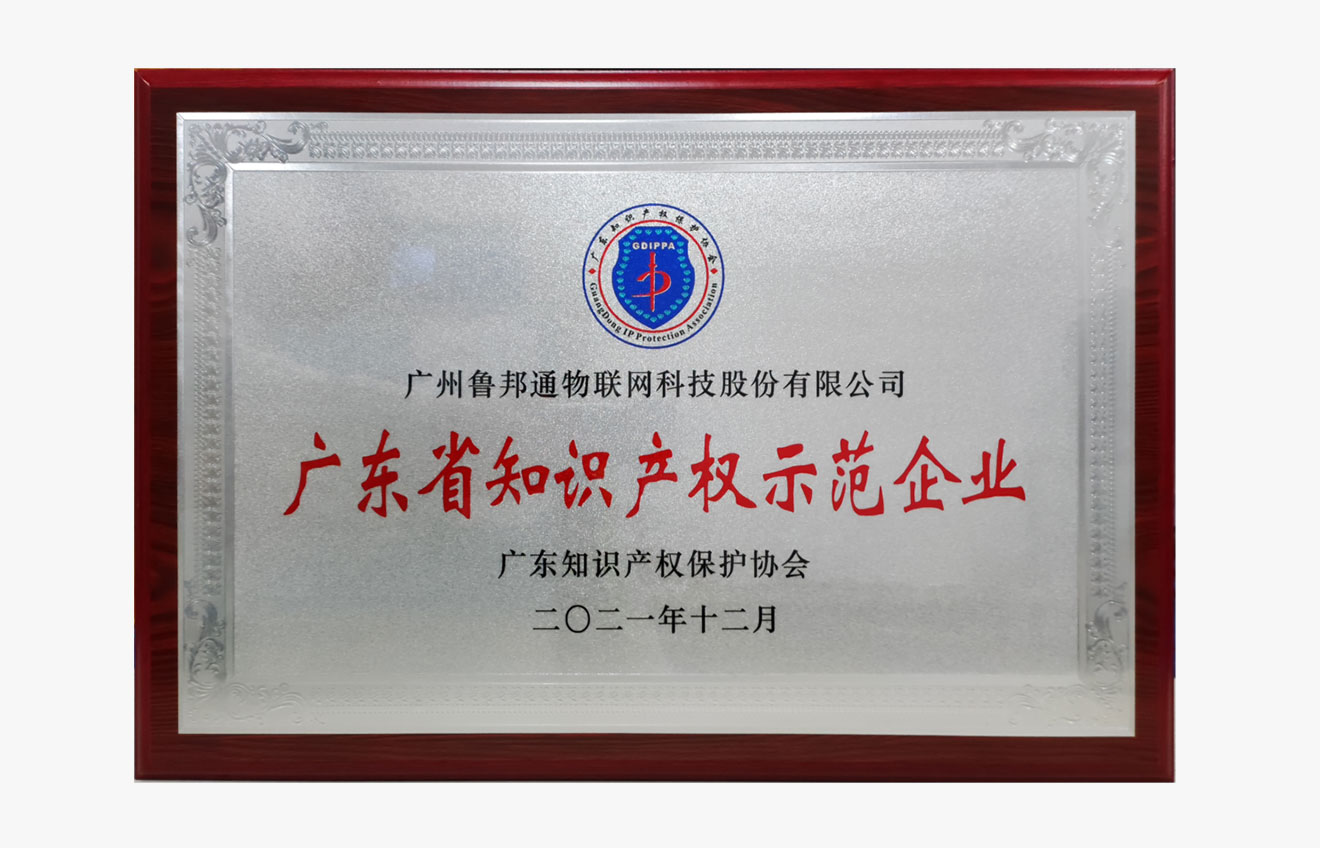 广东知识产权保护协会
GDIPPA
GuangDong IP Protection Association
广州鲁邦通物联网科技股份有限公司
广东省知识产权示范企业
广东知识产权保护协会
二〇二一年十二月